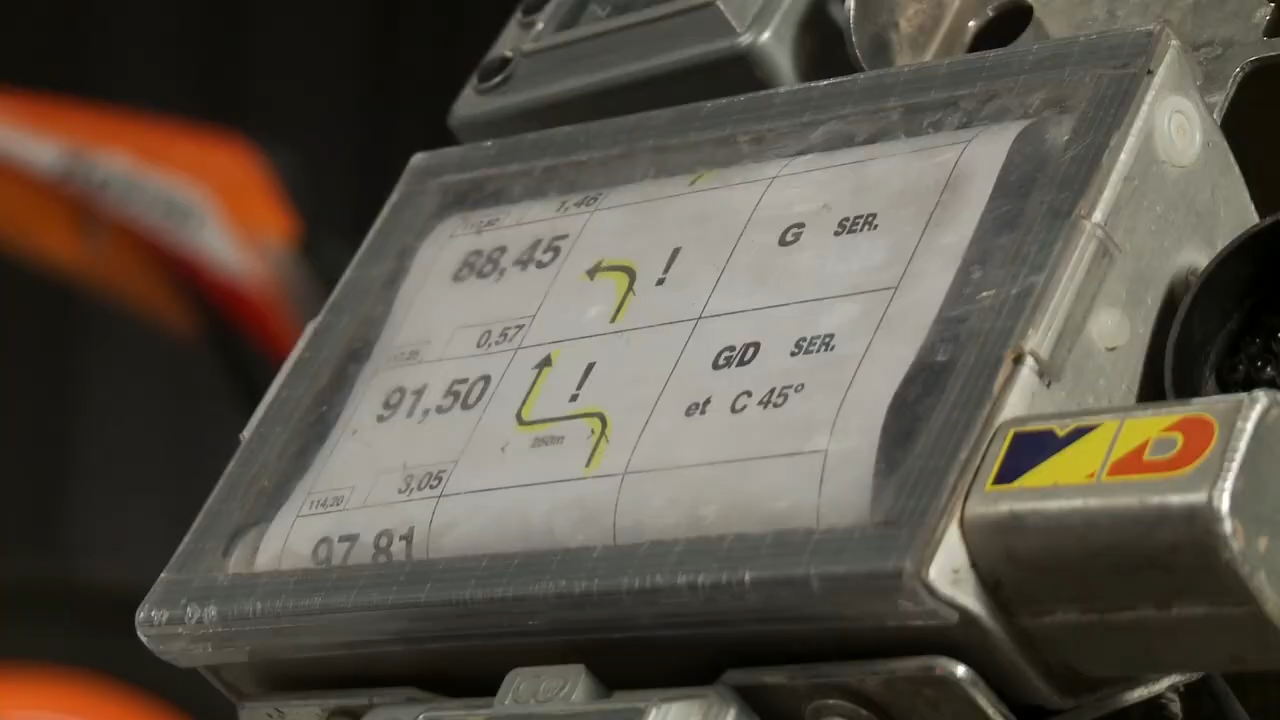 1,46
88,45
!
G SER.
0,57
91,50
!
250m
G/D SER.
et C 45°
3,05
114,20
97,81
MD